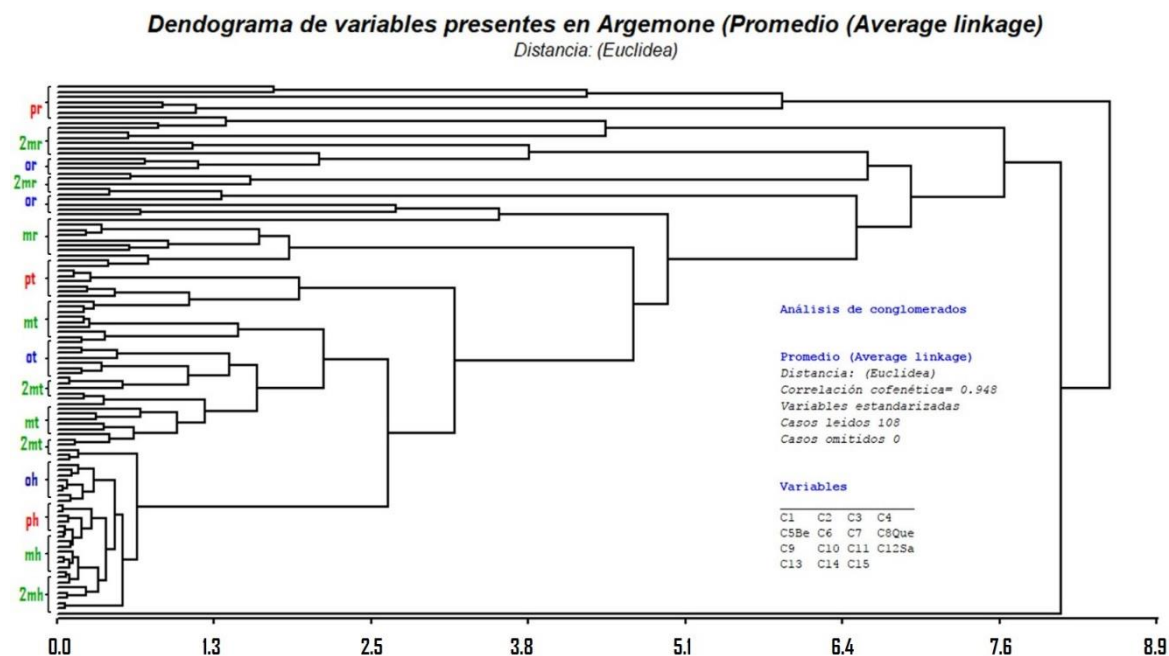 Dendograma de variables presentes en Argemone (Promedio (Average linkage)
Distancia: (Euclidea)
pr
2mr
or
2mr
or
mr
pt
mt
ot
2mt
mt
2mt
oh
ph
mh
2mh
Análisis de conglomerados
Promedio (Average linkage)
Distancia: (Euclidea)
Correlación cofenética= 0.948
Variables estandarizadas
Casos leidos 108
Casos omitidos 0
Variables
C1 C2 C3 C4
C5Be C6 C7 C8Que
C9 C10 C11 C12Sa
C13 C14 C15
0.0 1.3 2.5 3.8 5.1 6.4 7.6 8.9